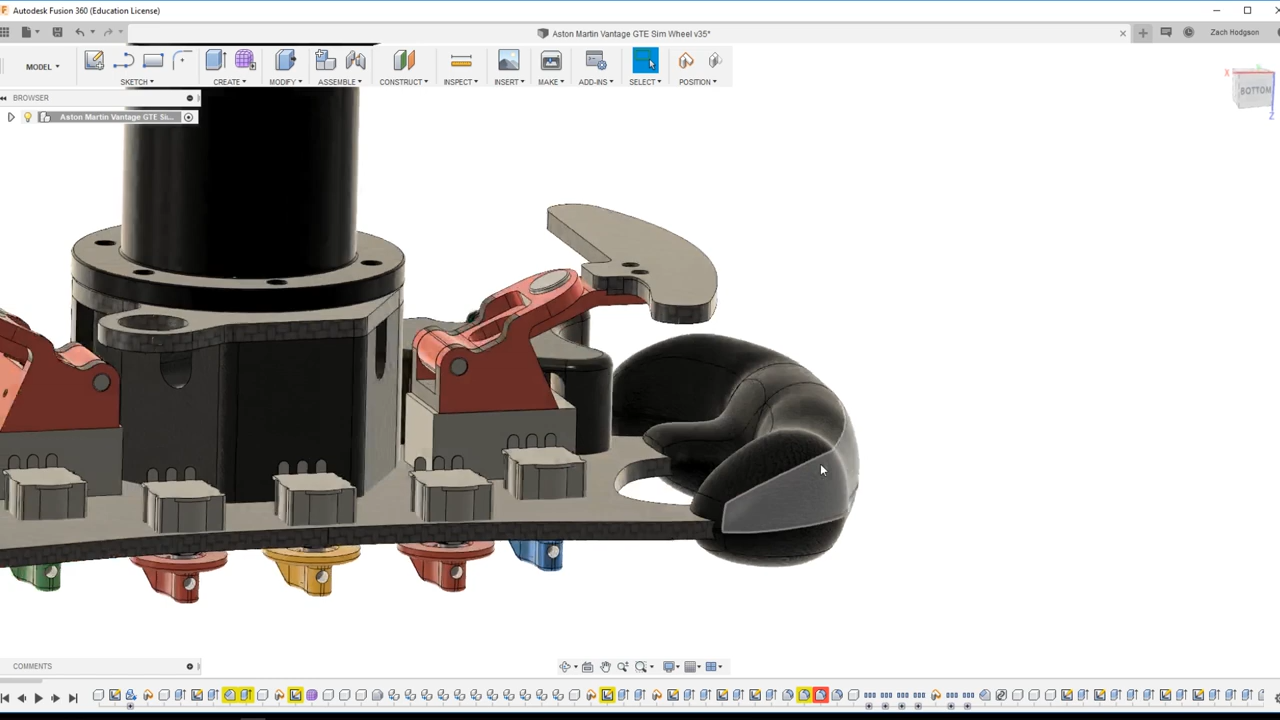 Autodesk Fusion 360 (Education License)
Aston Martin Vantage GTE Sim Wheel v35*
Zach Hodgson
MODEL
SKETCH
CREATE
MODIFY
ASSEMBLE
CONSTRUCT
INSPECT
INSERT
MAKE
ADD-INS
SELECT
POSITION
BROWSER
Aston Martin Vantage GTE Si...
X
BOTTOM
Z
COMMENTS